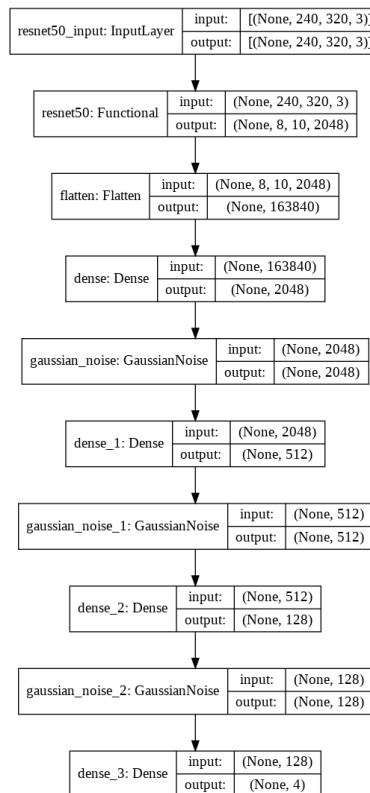 resnet50_input: InputLayer
input: [(None, 240, 320, 3)]
output: [(None, 240, 320, 3)]
resnet50: Functional
input: (None, 240, 320, 3)
output: (None, 8, 10, 2048)
flatten: Flatten
input: (None, 8, 10, 2048)
output: (None, 163840)
dense: Dense
input: (None, 163840)
output: (None, 2048)
gaussian_noise: GaussianNoise
input: (None, 2048)
output: (None, 2048)
dense_1: Dense
input: (None, 2048)
output: (None, 512)
gaussian_noise_1: GaussianNoise
input: (None, 512)
output: (None, 512)
dense_2: Dense
input: (None, 512)
output: (None, 128)
gaussian_noise_2: GaussianNoise
input: (None, 128)
output: (None, 128)
dense_3: Dense
input: (None, 128)
output: (None, 4)